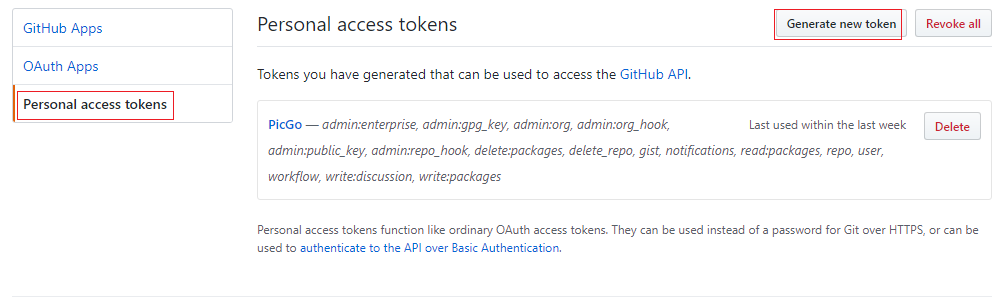 GitHub Apps
OAuth Apps
Personal access tokens
Personal access tokens
Generate new token
Revoke all
Tokens you have generated that can be used to access the GitHub API.
PicGo — admin:enterprise, admin:gpg_key, admin:org, admin:org_hook,
admin:public_key, admin:repo_hook, delete:packages, delete_repo, gist, notifications, read:packages, repo, user,
workflow, write:discussion, write:packages
Last used within the last week
Delete
Personal access tokens function like ordinary OAuth access tokens. They can be used instead of a password for Git over HTTPS, or can be
used to authenticate to the API over Basic Authentication.